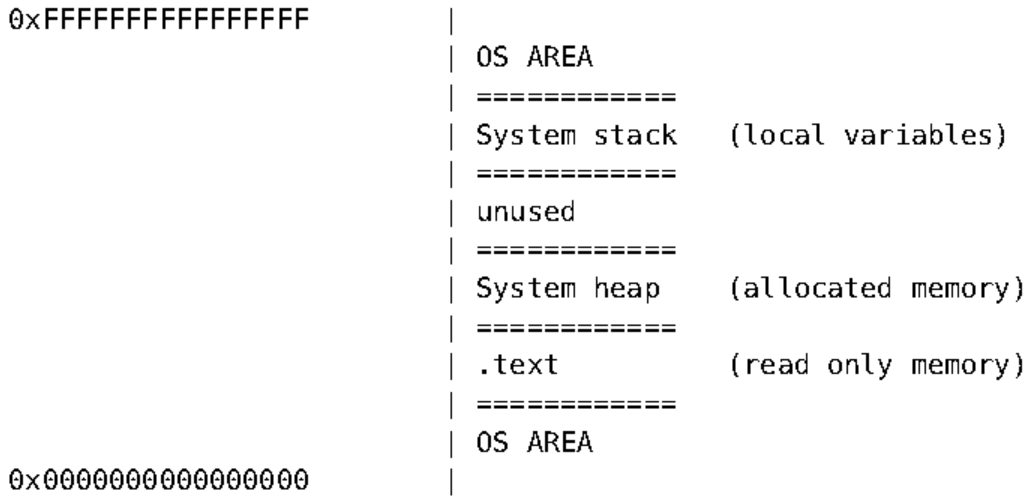 0xFFFFFFFFFFFFFFFF |
| OS AREA
| ============
| System stack (local variables)
| ============
| unused
| ============
| System heap (allocated memory)
| ============
| .text (read only memory)
| ============
| OS AREA
0x0000000000000000 |